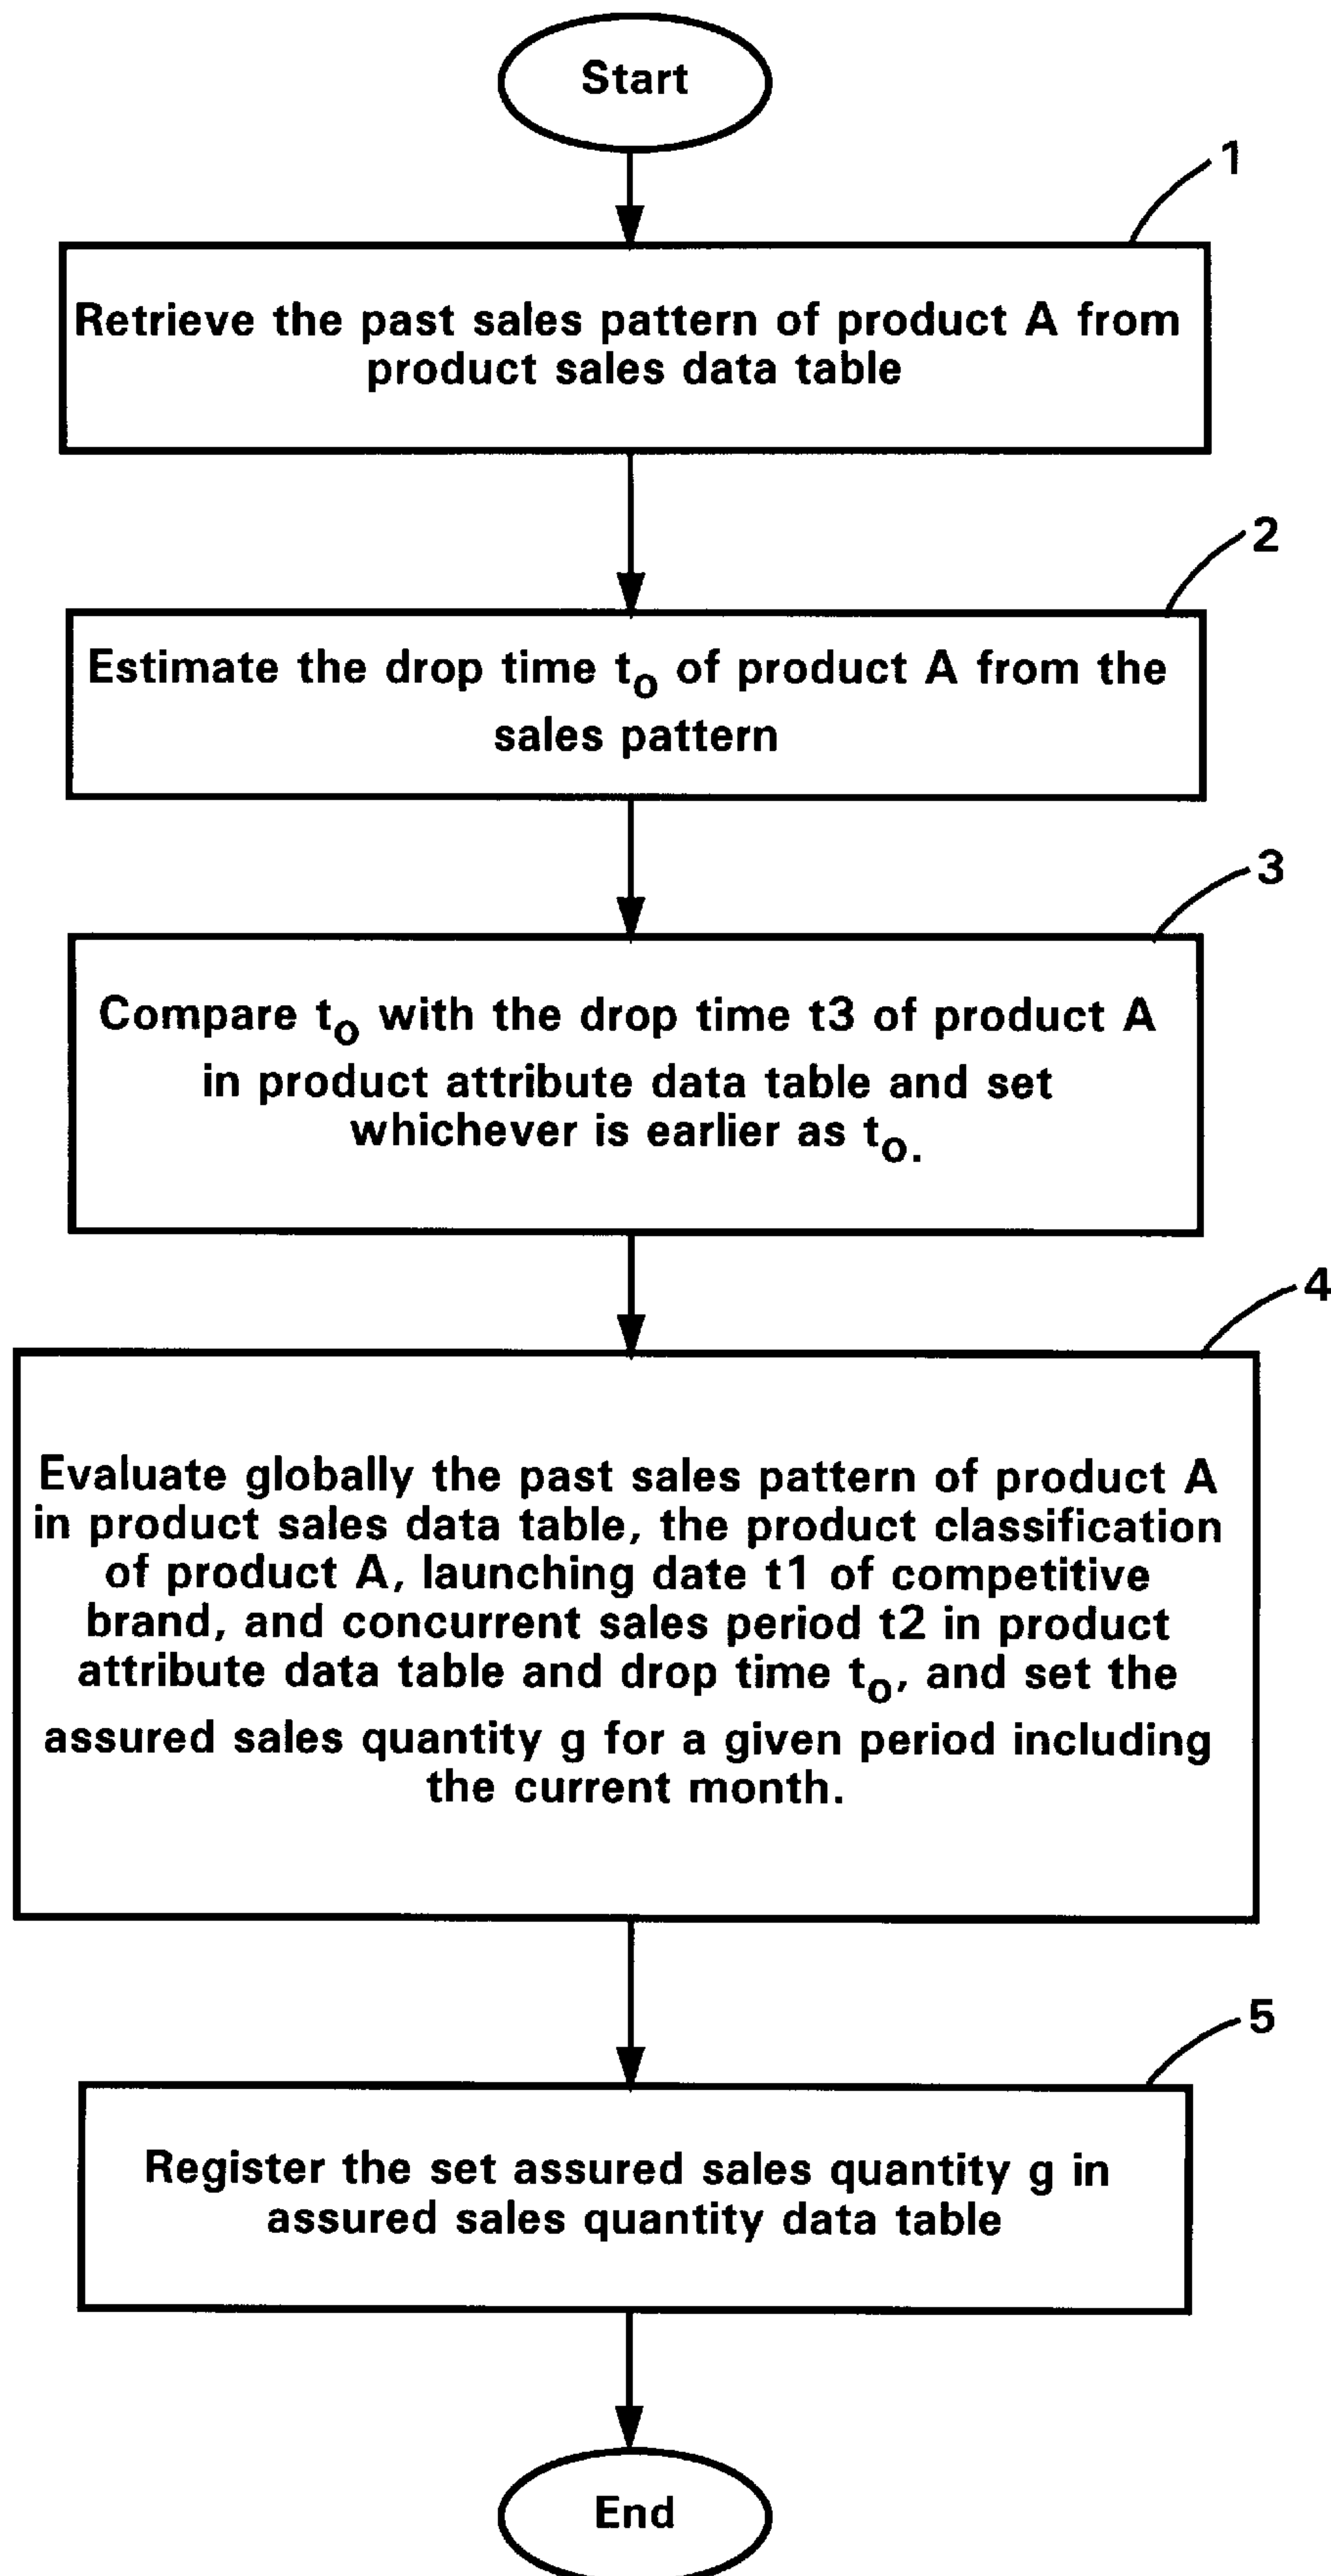 Start
1
Retrieve the past sales pattern of product A from
product sales data table
2
Estimate the drop time to of product A from the
sales pattern
3
Compare to with the drop time t3 of product A
in product attribute data table and set
whichever is earlier as to.
4
Evaluate globally the past sales pattern of product A
in product sales data table, the product classification
of product A, launching date t1 of competitive
brand, and concurrent sales period t2 in product
attribute data table and drop time to, and set the
assured sales quantity g for a given period including
the current month.
5
Register the set assured sales quantity g in
assured sales quantity data table
End